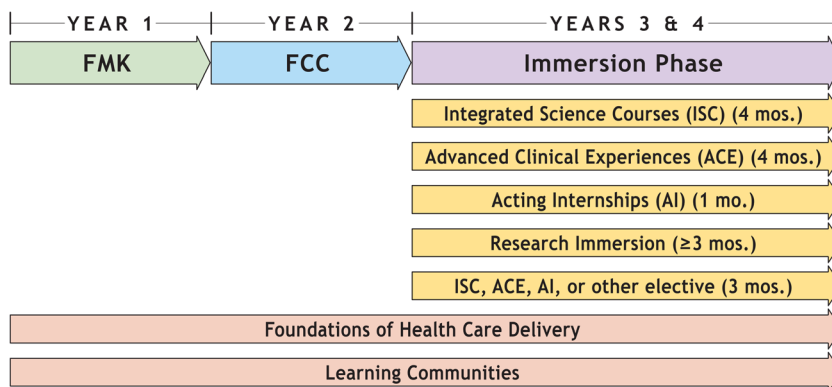 YEAR 1 YEAR 2 YEARS 3 & 4
FMK FCC Immersion Phase
Integrated Science Courses (ISC) (4 mos.)
Advanced Clinical Experiences (ACE) (4 mos.)
Acting Internships (AI) (1 mo.)
Research Immersion (≥3 mos.)
ISC, ACE, AI, or other elective (3 mos.)
Foundations of Health Care Delivery
Learning Communities